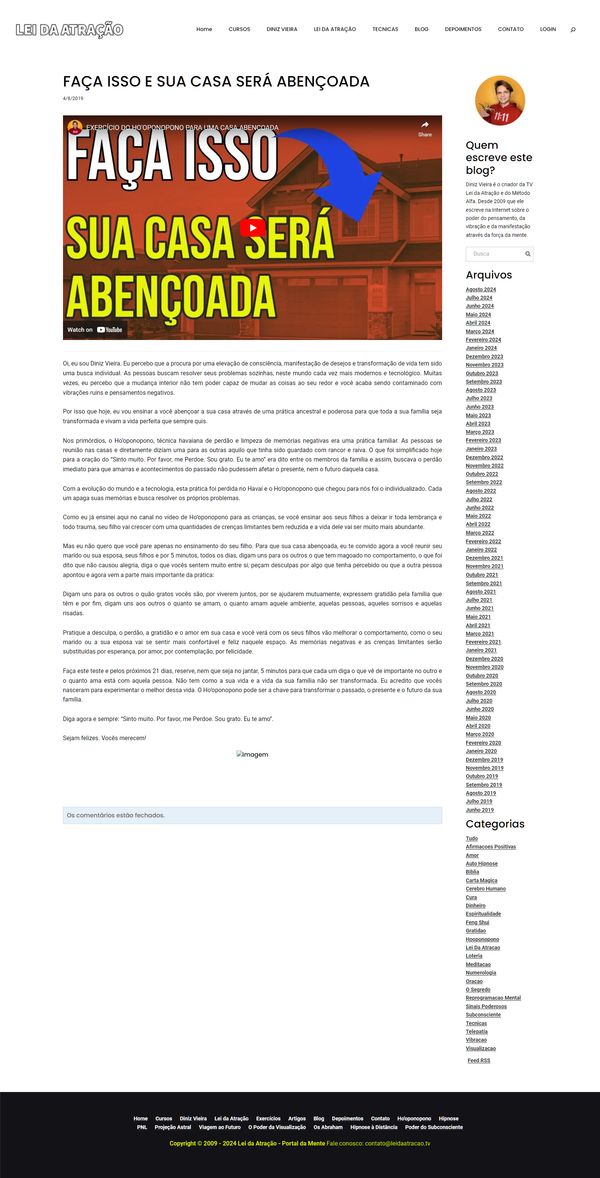 LEI DA ATRAÇÃO
Home CURSOS DINIZ VIEIRA LEI DA ATRAÇÃO TECNICAS BLOG DEPOIMENTOS CONTATO LOGIN
FAÇA ISSO E SUA CASA SERÁ ABENÇOADA
4/8/2019
EXERCÍCIO DO HO'OPONOPONO PARA UMA CASA ABENÇOADA
Share
FAÇA ISSO
SUA CASA SERÁ
ABENÇOADA
Watch on YouTube
Oi, eu sou Diniz Vieira. Eu percebo que a procura por uma elevação de consciência, manifestação de desejos e transformação de vida tem sido
uma busca individual. As pessoas buscam resolver seus problemas sozinhas, neste mundo cada vez mais modernos e tecnológico. Muitas
vezes, eu percebo que a mudança interior não tem poder capaz de mudar as coisas ao seu redor e você acaba sendo contaminado com
vibrações ruins e pensamentos negativos.
Por isso que hoje, eu vou ensinar a você abençoar a sua casa através de uma prática ancestral e poderosa para que toda a sua família seja
transformada e vivam a vida perfeita que sempre quis.
Nos primórdios, o Ho'oponopono, técnica havaiana de perdão e limpeza de memórias negativas era uma prática familiar. As pessoas se
reunião nas casas e diretamente diziam uma para as outras aquilo que tinha sido guardado com rancor e raiva. O que foi simplificado hoje
para a oração do "Sinto muito. Por favor, me Perdoe. Sou grato. Eu te amo" era dito entre os membros da família e assim, buscava o perdão
imediato para que amarras e acontecimentos do passado não pudessem afetar o presente, nem o futuro daquela casa.
Com a evolução do mundo e a tecnologia, esta prática foi perdida no Havaí e o Ho'oponopono que chegou para nós foi o individualizado. Cada
um apaga suas memórias e busca resolver os próprios problemas.
Como eu já ensinei aqui no canal no vídeo de Ho'oponopono para as crianças, se você ensinar aos seus filhos a deixar ir toda lembrança e
todo trauma, seu filho vai crescer com uma quantidades de crenças limitantes bem reduzida e a vida dele vai ser muito mais abundante.
Mas eu não quero que você pare apenas no ensinamento do seu filho. Para que sua casa abençoada, eu te convido agora a você reunir seu
marido ou sua esposa, seus filhos e por 5 minutos, todos os dias, digam uns para os outros o que tem magoado no comportamento, o que foi
dito que não causou alegria, diga o que vocês sentem muito entre si, peçam desculpas por algo que tenha percebido ou que a outra pessoa
apontou e agora vem a parte mais importante da prática:
Digam uns para os outros o quão gratos vocês são, por viverem juntos, por se ajudarem mutuamente, expressem gratidão pela família que
têm e por fim, digam uns aos outros o quanto se amam, o quanto amam aquele ambiente, aquelas pessoas, aqueles sorrisos e aquelas
risadas.
Pratique a desculpa, o perdão, a gratidão e o amor em sua casa e você verá com os seus filhos vão melhorar o comportamento, como o seu
marido ou a sua esposa vai se sentir mais confortável e feliz naquele espaço. As memórias negativas e as crenças limitantes serão
substituídas por esperança, por amor, por contemplação, por felicidade.
Faça este teste e pelos próximos 21 dias, reserve, nem que seja no jantar, 5 minutos para que cada um diga o que vê de importante no outro e
o quanto ama está com aquela pessoa. Não tem como a sua vida e a vida da sua família não ser transformada. Eu acredito que vocês
nasceram para experimentar o melhor dessa vida. O Ho'oponopono pode ser a chave para transformar o passado, o presente e o futuro da sua
família.
Diga agora e sempre: "Sinto muito. Por favor, me Perdoe. Sou grato. Eu te amo".
Sejam felizes. Vocês merecem!
Imagem
Os comentários estão fechados.
11:11
Quem
escreve este
blog?
Diniz Vieira é o criador da TV
Lei da Atração e do Método
Alfa. Desde 2009 que ele
escreve na Internet sobre o
poder do pensamento, da
vibração e da manifestação
através da força da mente.
Busca
Arquivos
Agosto 2024
Julho 2024
Junho 2024
Maio 2024
Abril 2024
Março 2024
Fevereiro 2024
Janeiro 2024
Dezembro 2023
Novembro 2023
Outubro 2023
Setembro 2023
Agosto 2023
Julho 2023
Junho 2023
Maio 2023
Abril 2023
Março 2023
Fevereiro 2023
Janeiro 2023
Dezembro 2022
Novembro 2022
Outubro 2022
Setembro 2022
Agosto 2022
Julho 2022
Junho 2022
Maio 2022
Abril 2022
Março 2022
Fevereiro 2022
Janeiro 2022
Dezembro 2021
Novembro 2021
Outubro 2021
Setembro 2021
Agosto 2021
Julho 2021
Junho 2021
Maio 2021
Abril 2021
Março 2021
Fevereiro 2021
Janeiro 2021
Dezembro 2020
Novembro 2020
Outubro 2020
Setembro 2020
Agosto 2020
Julho 2020
Junho 2020
Maio 2020
Abril 2020
Março 2020
Fevereiro 2020
Janeiro 2020
Dezembro 2019
Novembro 2019
Outubro 2019
Setembro 2019
Agosto 2019
Julho 2019
Junho 2019
Categorias
Tudo
Afirmacoes Positivas
Amor
Auto Hipnose
Biblia
Carta Magica
Cerebro Humano
Cura
Dinheiro
Espiritualidade
Feng Shui
Gratidao
Hooponopono
Lei Da Atracao
Loteria
Meditacao
Numerologia
Oracao
O Segredo
Reprogramacao Mental
Sinais Poderosos
Subconsciente
Tecnicas
Telepatia
Vibracao
Visualizacao
Feed RSS
Home Cursos Diniz Vieira Lei da Atração Exercícios Artigos Blog Depoimentos Contato Ho'oponopono Hipnose
PNL Projeção Astral Viagem ao Futuro O Poder da Visualização Os Abraham Hipnose à Distância Poder do Subconsciente
Copyright © 2009 - 2024 Lei da Atração - Portal da Mente Fale conosco: contato@leidaatracao.tv